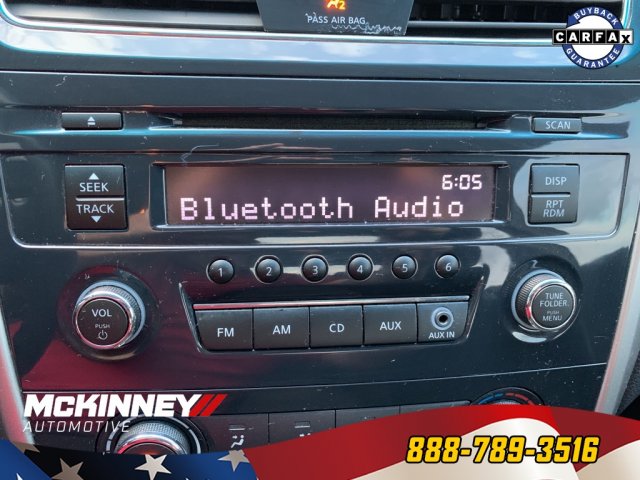 PASS AIR BAG
BUYBACK
CARFAX
GUARANTEE
SCAN
SEEK
TRACK
6:05
Bluetooth Audio
DISP
RPT
RDM
1 2 3 4 5 6
VOL
PUSH
FM AM CD AUX
AUX IN
TUNE
FOLDER
PUSH
MENU
MCKINNEY
AUTOMOTIVE
888-789-3516